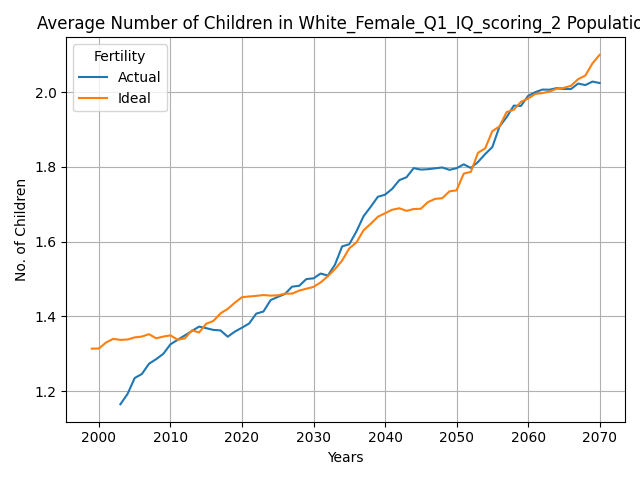 Average Number of Children in White_Female_Q1_IQ_scoring_2 Populatio
Fertility
Actual
Ideal
No. of Children
2.0
1.8
1.6
1.4
1.2
2000 2010 2020 2030 2040 2050 2060 2070
Years